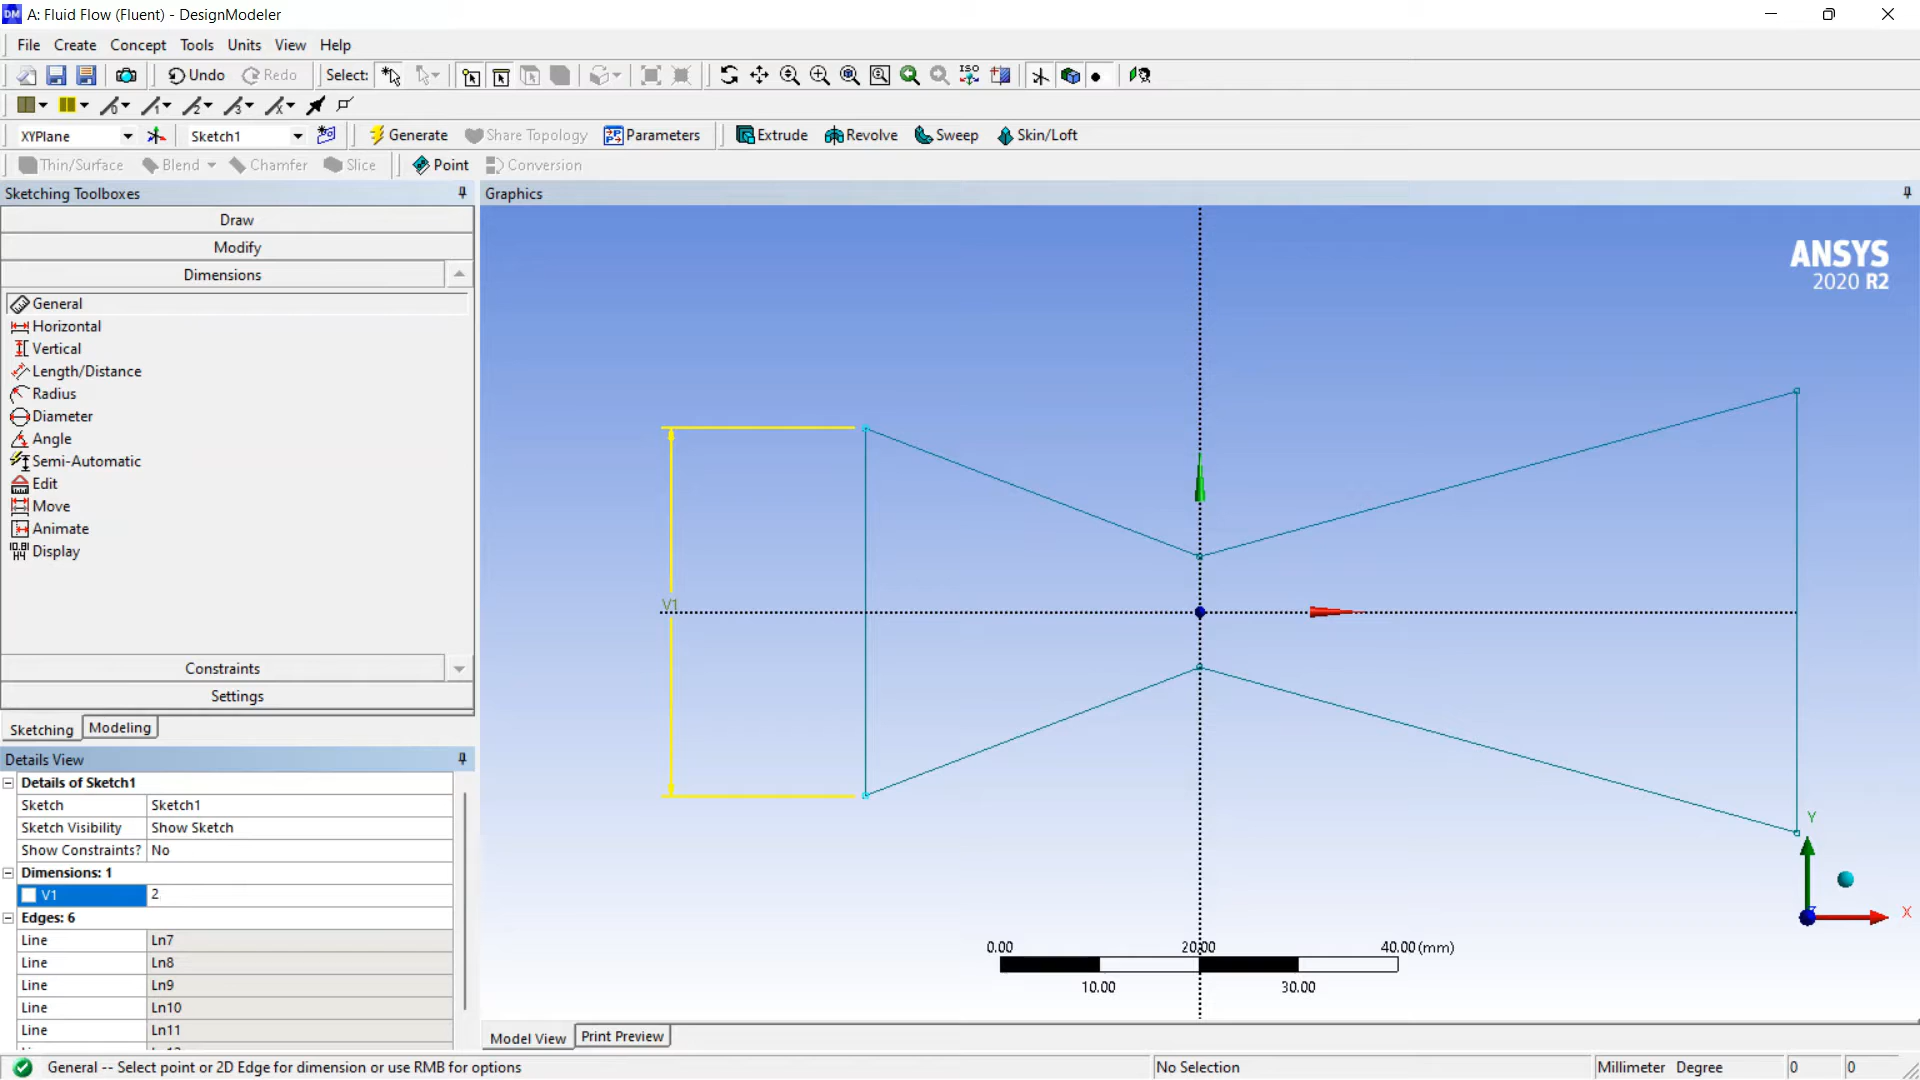 A: Fluid Flow (Fluent) - DesignModeler
File Create Concept Tools Units View Help
Undo Redo Select: ISO
XYPlane Sketch1 Generate Share Topology Parameters Extrude Revolve Sweep Skin/Loft
Thin/Surface Blend Chamfer Slice Point Conversion
Sketching Toolboxes
Draw
Modify
Dimensions
General
Horizontal
Vertical
Length/Distance
Radius
Diameter
Angle
Semi-Automatic
Edit
Move
Animate
Display
Constraints
Settings
Sketching Modeling
Details View
Details of Sketch1
Sketch Sketch1
Sketch Visibility Show Sketch
Show Constraints? No
Dimensions: 1
V1 2
Edges: 6
Line Ln7
Line Ln8
Line Ln9
Line Ln10
Line Ln11
Graphics
ANSYS
2020 R2
V1
Y
X
0.00 20.00 40.00 (mm)
10.00 30.00
Model View Print Preview
General -- Select point or 2D Edge for dimension or use RMB for options No Selection Millimeter Degree 0 0